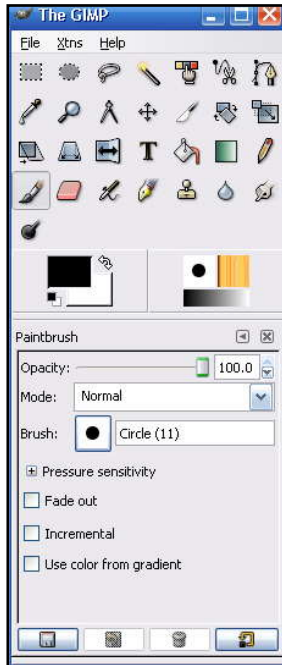 The GIMP
File Xtns Help
T
Paintbrush
Opacity: 100.0
Mode: Normal
Brush: Circle (11)
Pressure sensitivity
Fade out
Incremental
Use color from gradient